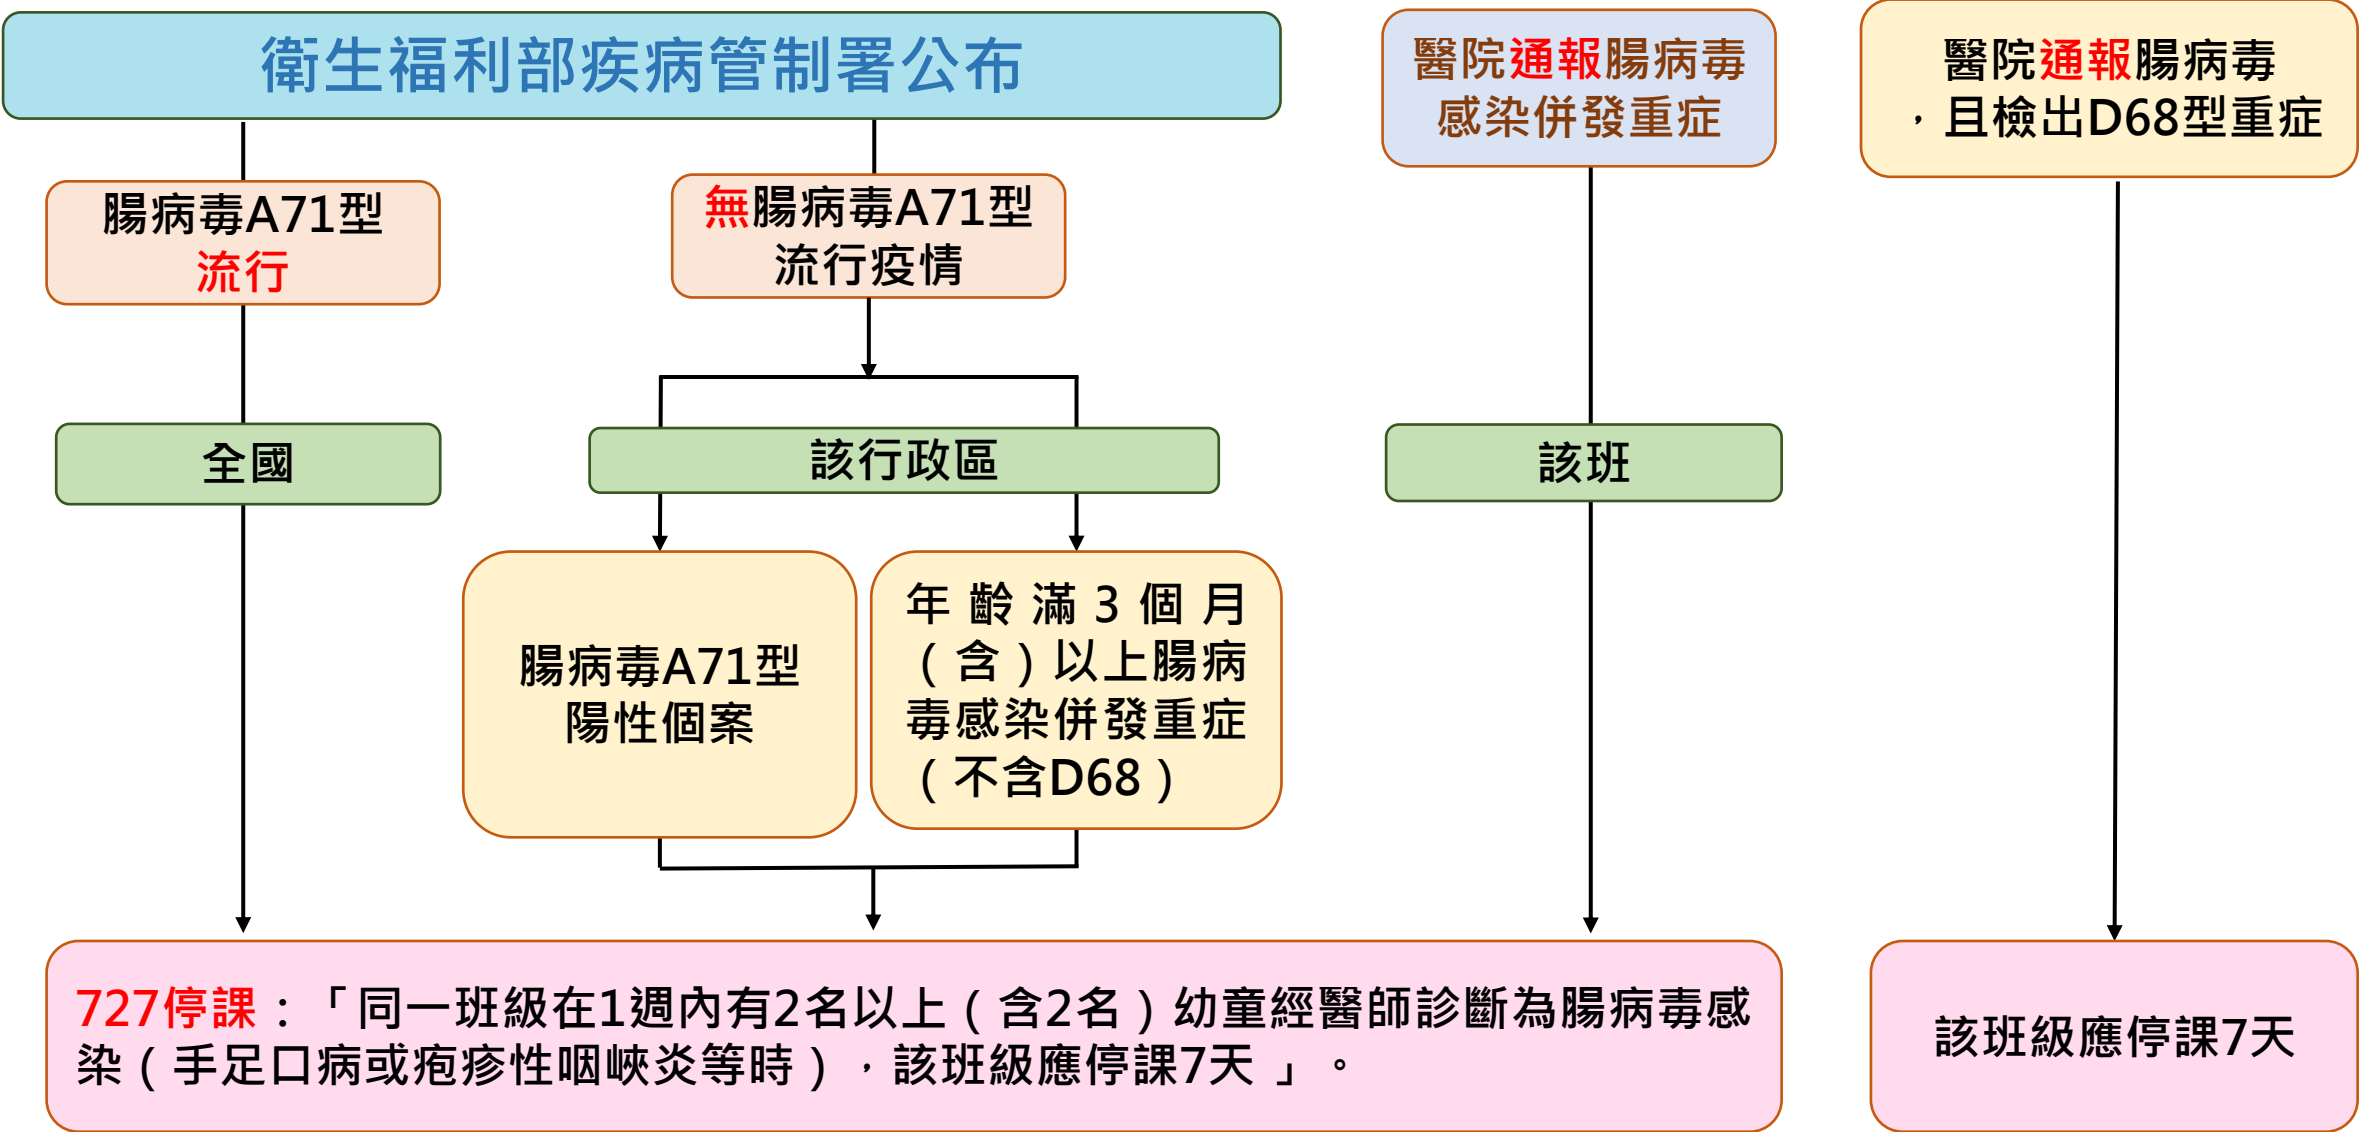 衛生福利部疾病管制署公布
醫院通報腸病毒
感染併發重症
醫院通報腸病毒
，且檢出D68型重症
腸病毒A71型
流行
無腸病毒A71型
流行疫情
全國
該行政區
該班
腸病毒A71型
陽性個案
年齡滿3個月
（含）以上腸病
毒感染併發重症
（不含D68）
727停課：「同一班級在1週內有2名以上（含2名）幼童經醫師診斷為腸病毒感
染（手足口病或疱疹性咽峽炎等時），該班級應停課7天 」。
該班級應停課7天